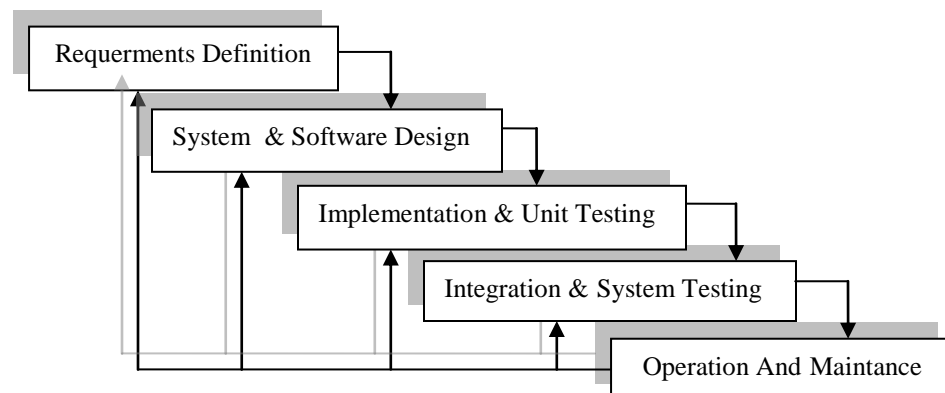 Requerments Definition
System & Software Design
Implementation & Unit Testing
Integration & System Testing
Operation And Maintance